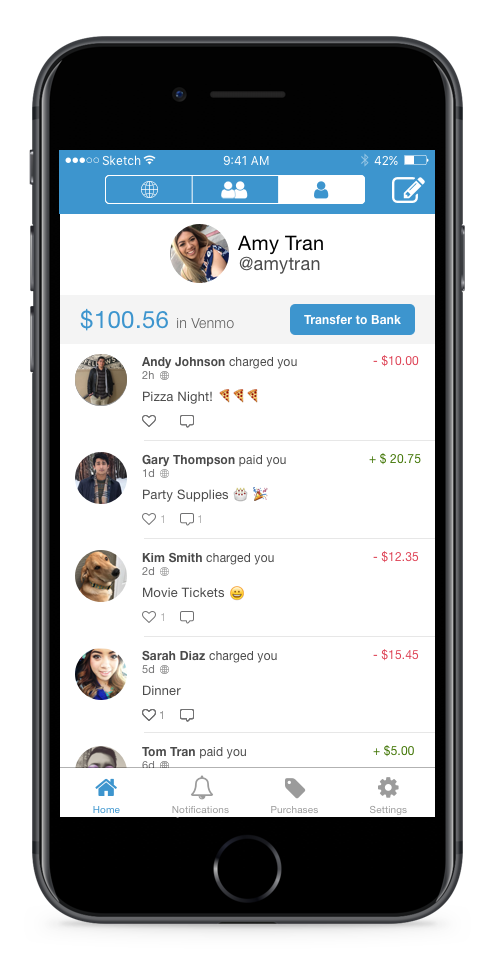 Sketch 9:41 AM 42%
Amy Tran
@amytran
$100.56 in Venmo Transfer to Bank
Andy Johnson charged you - $10.00
2h
Pizza Night! 🍕🍕🍕
Gary Thompson paid you + $ 20.75
1d
Party Supplies 🎂 🎉
1 1
Kim Smith charged you - $12.35
2d
Movie Tickets 😀
1
Sarah Diaz charged you - $15.45
5d
Dinner
1
Tom Tran paid you + $5.00
6d
Home Notifications Purchases Settings